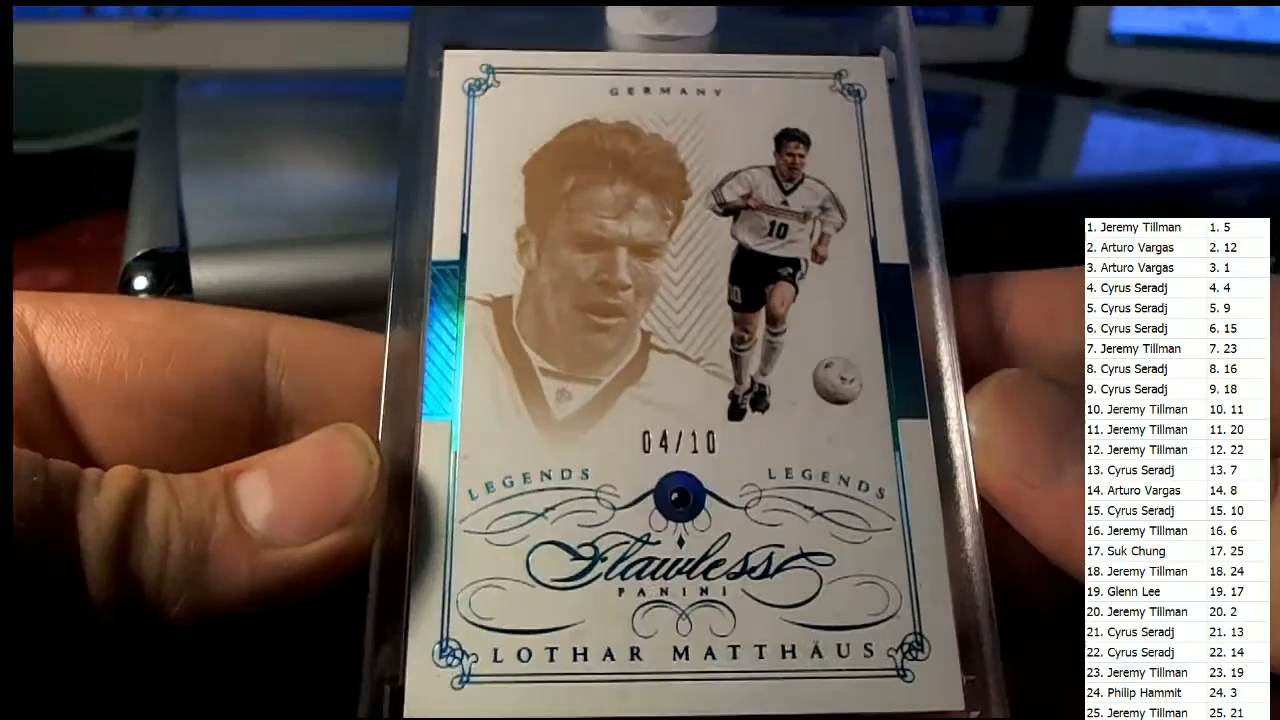 GERMANY
10
10
04/10
LEGENDS LEGENDS
Flawless
PANINI
LOTHAR MATTHÄUS
1. Jeremy Tillman 1. 5
2. Arturo Vargas 2. 12
3. Arturo Vargas 3. 1
4. Cyrus Seradj 4. 4
5. Cyrus Seradj 5. 9
6. Cyrus Seradj 6. 15
7. Jeremy Tillman 7. 23
8. Cyrus Seradj 8. 16
9. Cyrus Seradj 9. 18
10. Jeremy Tillman 10. 11
11. Jeremy Tillman 11. 20
12. Jeremy Tillman 12. 22
13. Cyrus Seradj 13. 7
14. Arturo Vargas 14. 8
15. Cyrus Seradj 15. 10
16. Jeremy Tillman 16. 6
17. Suk Chung 17. 25
18. Jeremy Tillman 18. 24
19. Glenn Lee 19. 17
20. Jeremy Tillman 20. 2
21. Cyrus Seradj 21. 13
22. Cyrus Seradj 22. 14
23. Jeremy Tillman 23. 19
24. Philip Hammit 24. 3
25. Jeremy Tillman 25. 21